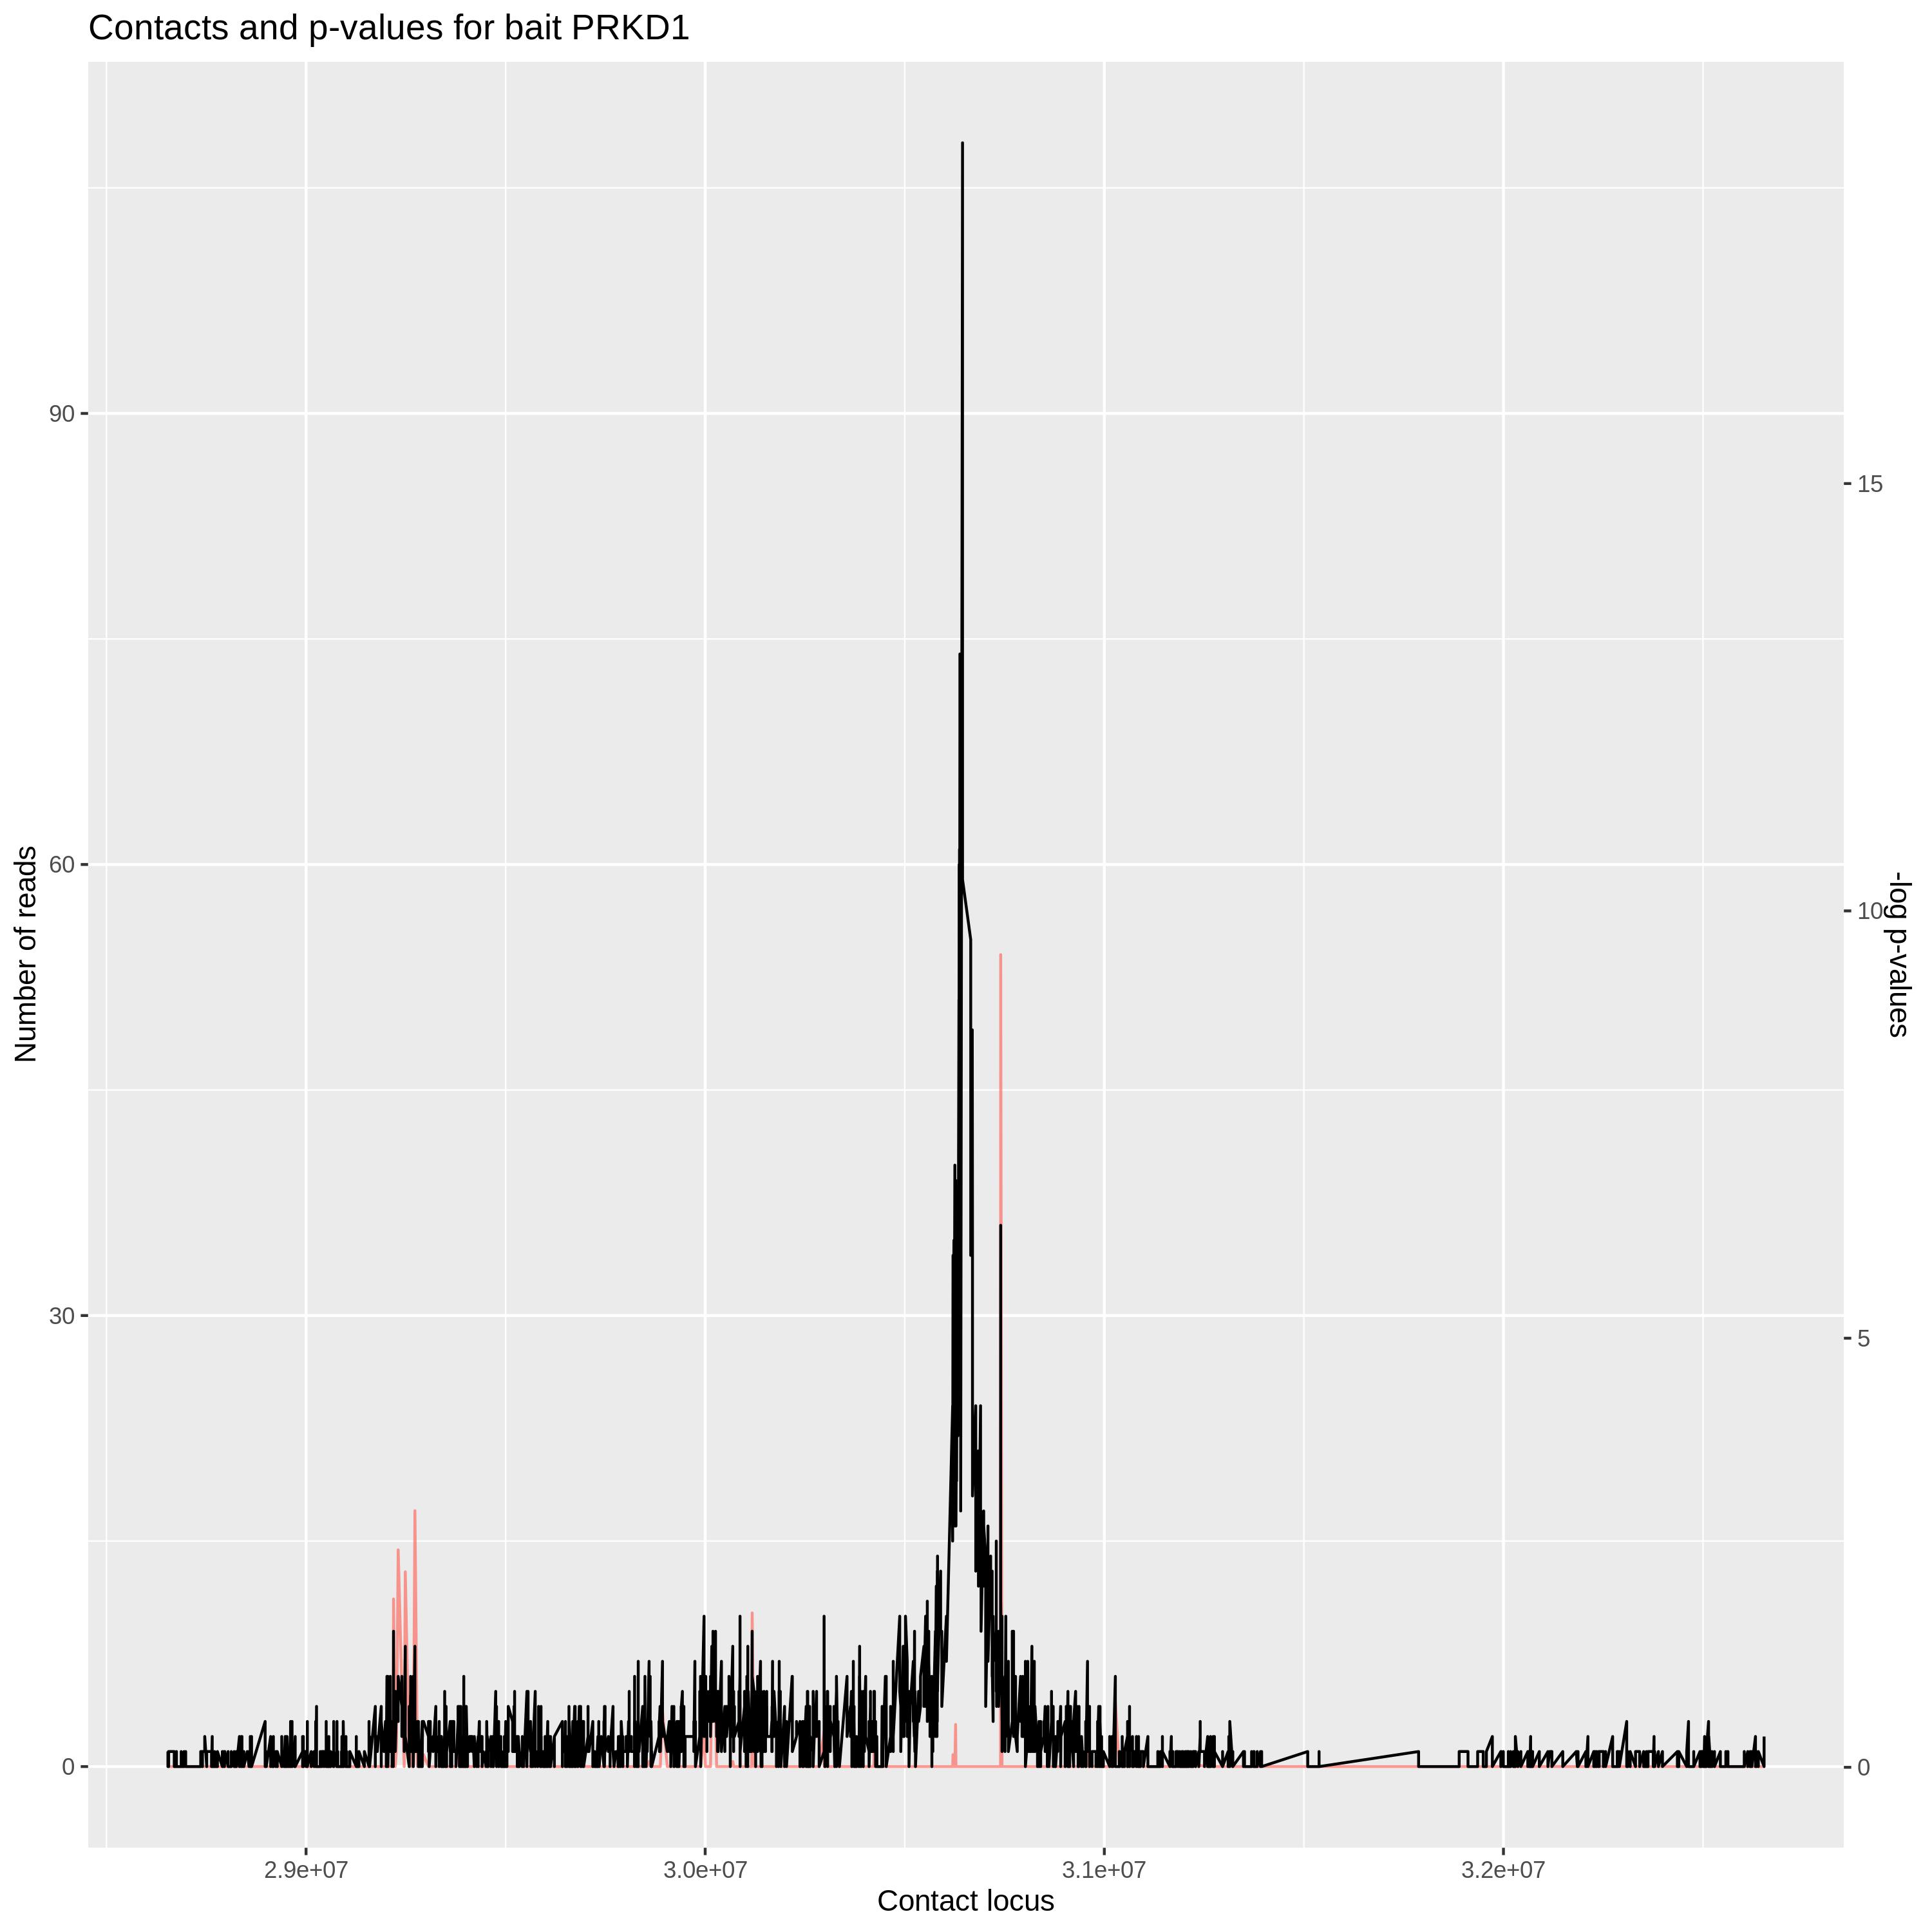 Contacts and p-values for bait PRKD1
90
60
30
0
Number of reads
15
10
5
0
-log p-values
2.9e+07
3.0e+07
3.1e+07
3.2e+07
Contact locus